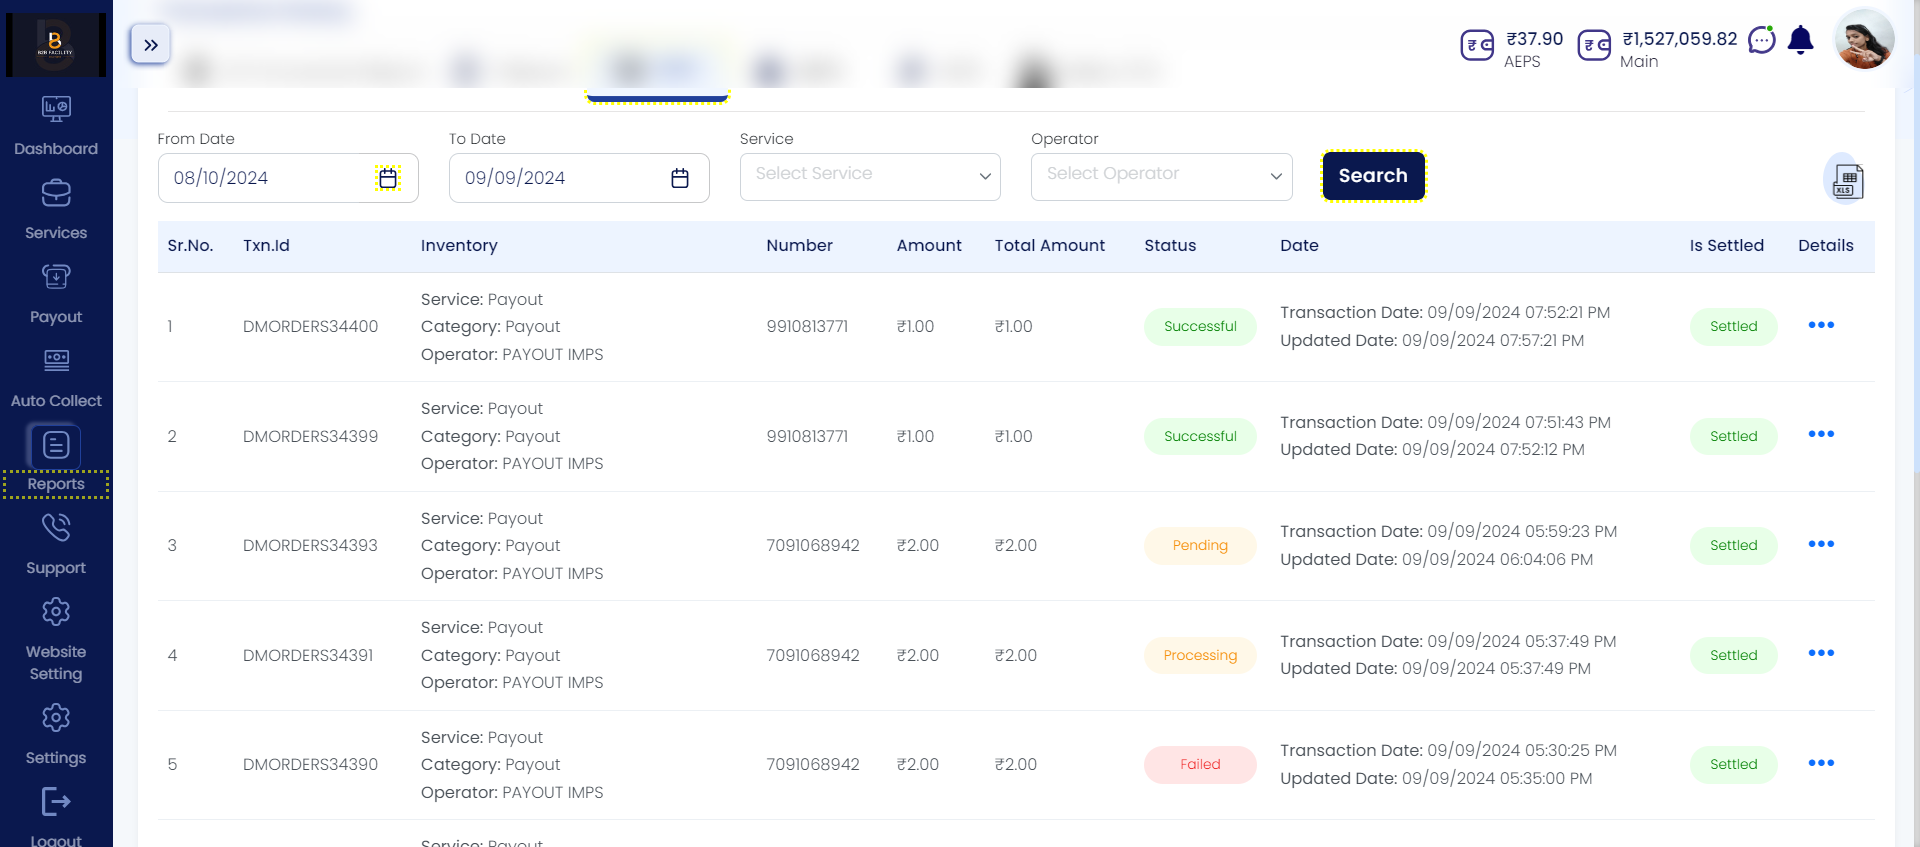 B2B FACILITY
₹37.90
AEPS
₹1,527,059.82
Main
Dashboard
Services
Payout
Auto Collect
Reports
Support
Website
Setting
Settings
Logout
From Date
To Date
Service
Operator
08/10/2024
09/09/2024
Select Service
Select Operator
Search
XLS
Sr.No. Txn.Id Inventory Number Amount Total Amount Status Date Is Settled Details
Service: Payout
1 DMORDERS34400 Category: Payout 9910813771 ₹1.00 ₹1.00 Successful Transaction Date: 09/09/2024 07:52:21 PM Settled
Operator: PAYOUT IMPS Updated Date: 09/09/2024 07:57:21 PM
Service: Payout
2 DMORDERS34399 Category: Payout 9910813771 ₹1.00 ₹1.00 Successful Transaction Date: 09/09/2024 07:51:43 PM Settled
Operator: PAYOUT IMPS Updated Date: 09/09/2024 07:52:12 PM
Service: Payout
3 DMORDERS34393 Category: Payout 7091068942 ₹2.00 ₹2.00 Pending Transaction Date: 09/09/2024 05:59:23 PM Settled
Operator: PAYOUT IMPS Updated Date: 09/09/2024 06:04:06 PM
Service: Payout
4 DMORDERS34391 Category: Payout 7091068942 ₹2.00 ₹2.00 Processing Transaction Date: 09/09/2024 05:37:49 PM Settled
Operator: PAYOUT IMPS Updated Date: 09/09/2024 05:37:49 PM
Service: Payout
5 DMORDERS34390 Category: Payout 7091068942 ₹2.00 ₹2.00 Failed Transaction Date: 09/09/2024 05:30:25 PM Settled
Operator: PAYOUT IMPS Updated Date: 09/09/2024 05:35:00 PM
Service: Payout